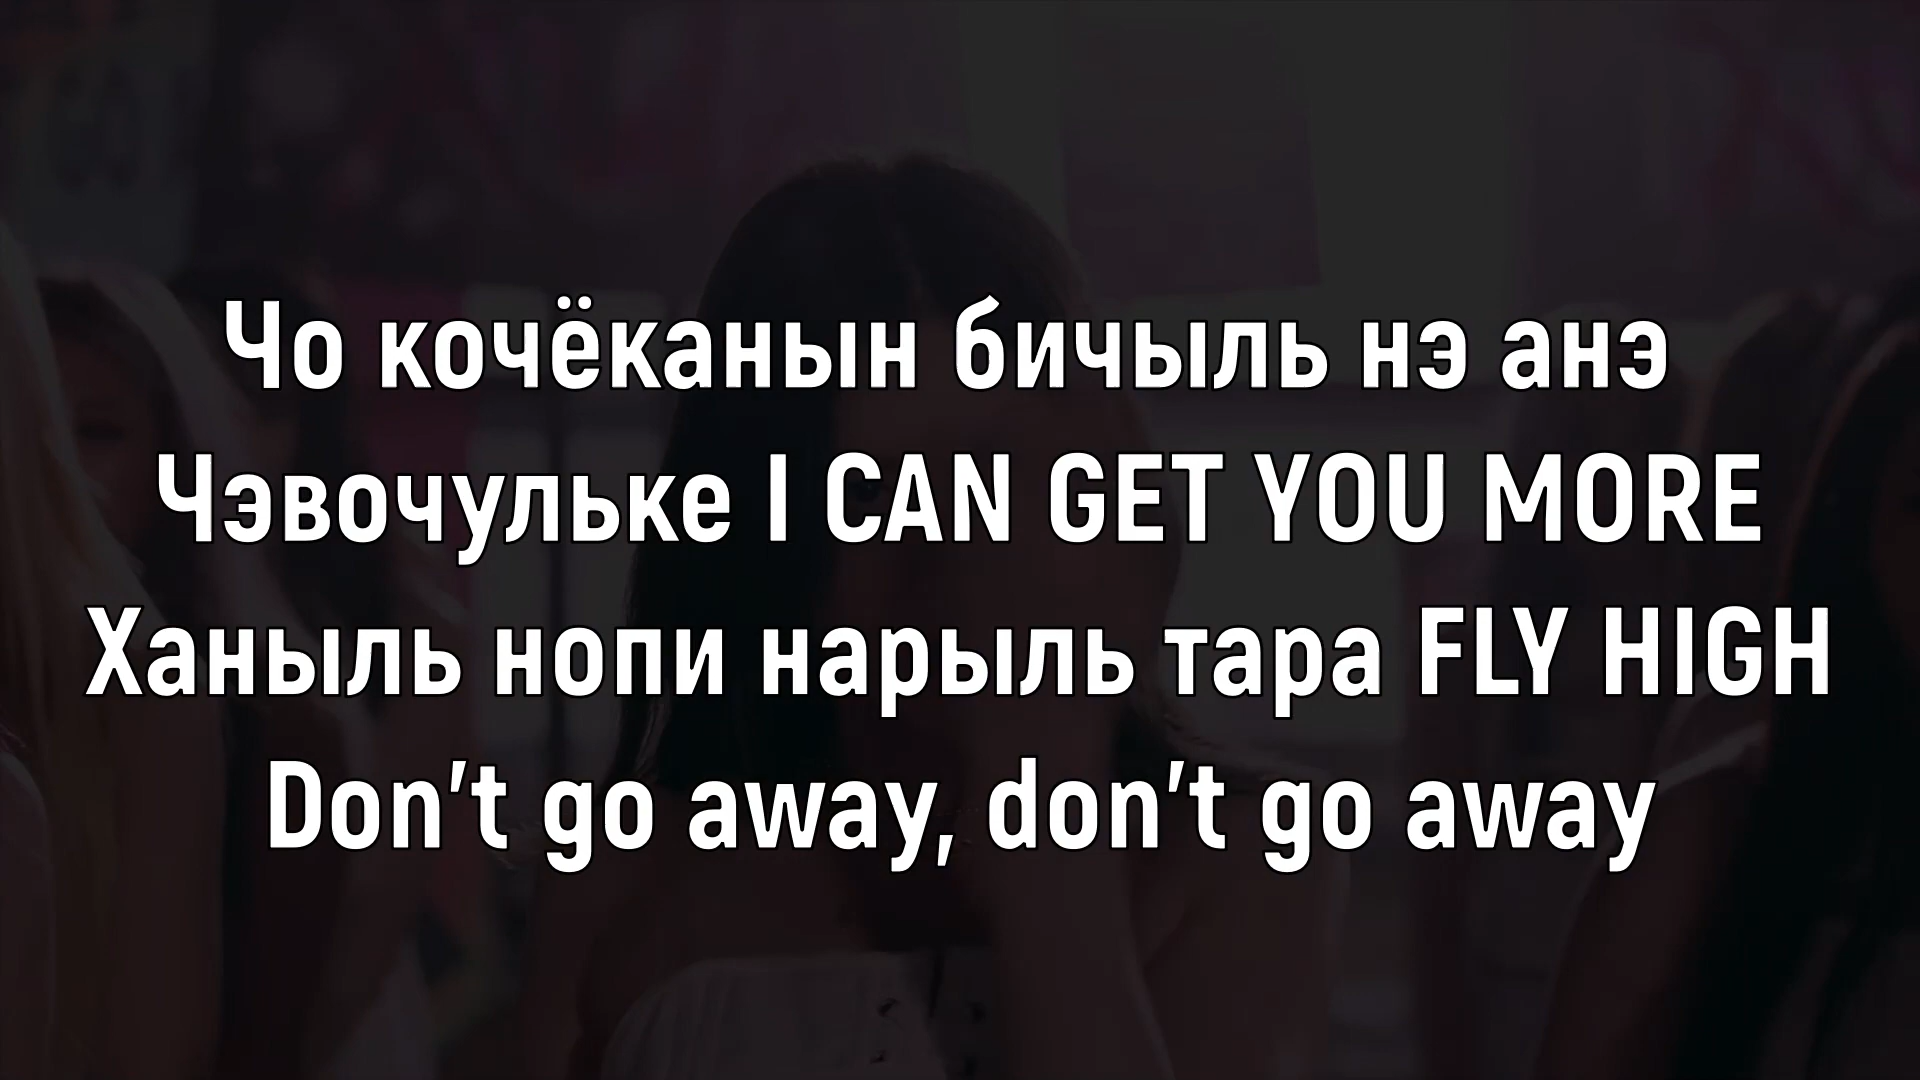 Чо кочёканын бичыль нэ анэ
Чэвочульке I CAN GET YOU MORE
Ханыль нопи нарыль тара FLY HIGH
Don't go away, don't go away